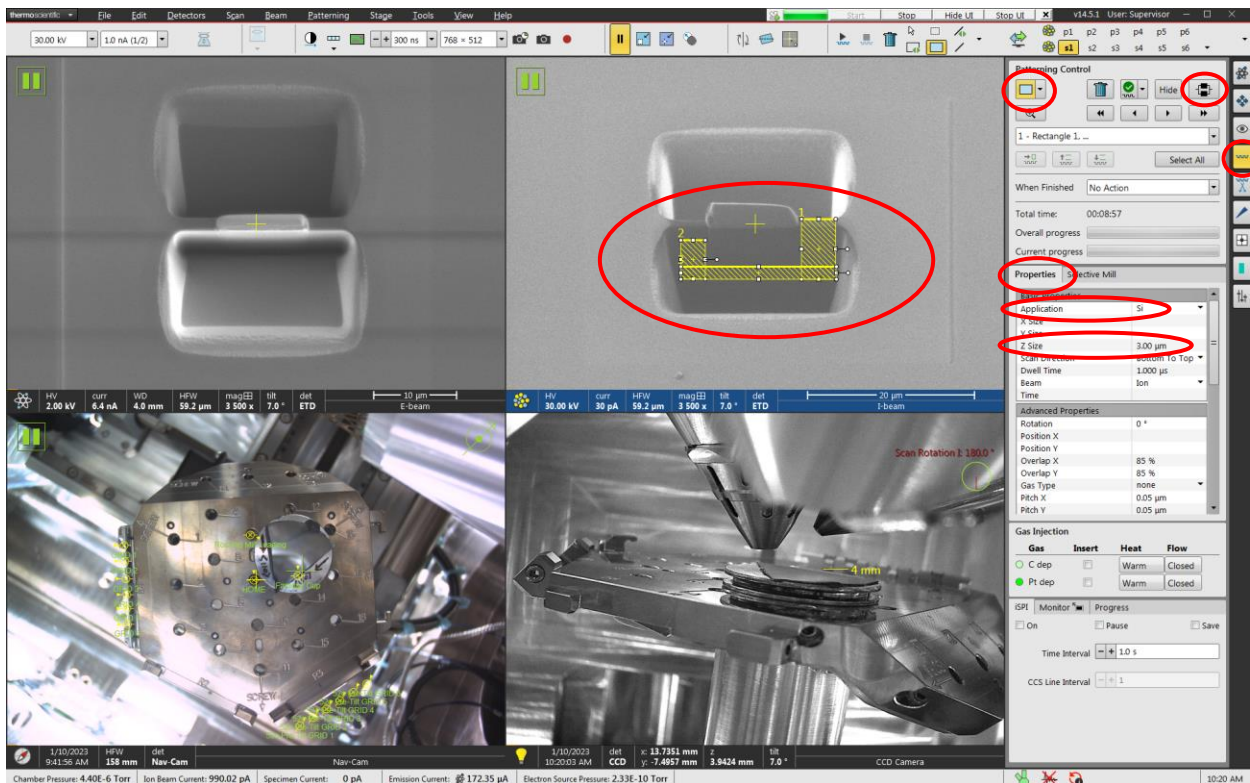 thermoscientific File Edit Detectors Scan Beam Patterning Stage Tools View Help Start Stop Hide UI Stop UI x v14.5.1 User: Supervisor
30.00 kV 1.0 nA (1/2) - + 300 ns 768 × 512 p1 p2 p3 p4 p5 p6
s1 s2 s3 s4 s5 s6
1
2
HV curr WD HFW mag tilt det 10 µm
2.00 kV 6.4 nA 4.0 mm 59.2 µm 3 500 x 7.0 ° ETD E-beam
HV curr HFW mag tilt det 20 µm
30.00 kV 30 pA 59.2 µm 3 500 x 7.0 ° ETD I-beam
HOME
SCREW
1/10/2023 HFW det
9:41:56 AM 158 mm Nav-Cam Nav-Cam
Scan Rotation I: 180.0 °
4 mm
1/10/2023 det x: 13.7351 mm z tilt
10:20:03 AM CCD y: -7.4957 mm 3.9424 mm 7.0 ° CCD Camera
Patterning Control
Hide
1 - Rectangle 1, ...
Select All
When Finished No Action
Total time: 00:08:57
Overall progress
Current progress
Properties Selective Mill
Basic Properties
Application Si
X Size
Y Size
Z Size 3.00 µm
Scan Direction Bottom To Top
Dwell Time 1.000 µs
Beam Ion
Time
Advanced Properties
Rotation 0 °
Position X
Position Y
Overlap X 85 %
Overlap Y 85 %
Gas Type none
Pitch X 0.05 µm
Pitch Y 0.05 µm
Gas Injection
Gas Insert Heat Flow
C dep Warm Closed
Pt dep Warm Closed
iSPI Monitor Progress
On Pause Save
Time Interval - + 1.0 s
CCS Line Interval - + 1
Chamber Pressure: 4.40E-6 Torr Ion Beam Current: 990.02 pA Specimen Current: 0 pA Emission Current: 172.35 µA Electron Source Pressure: 2.33E-10 Torr 10:20 AM